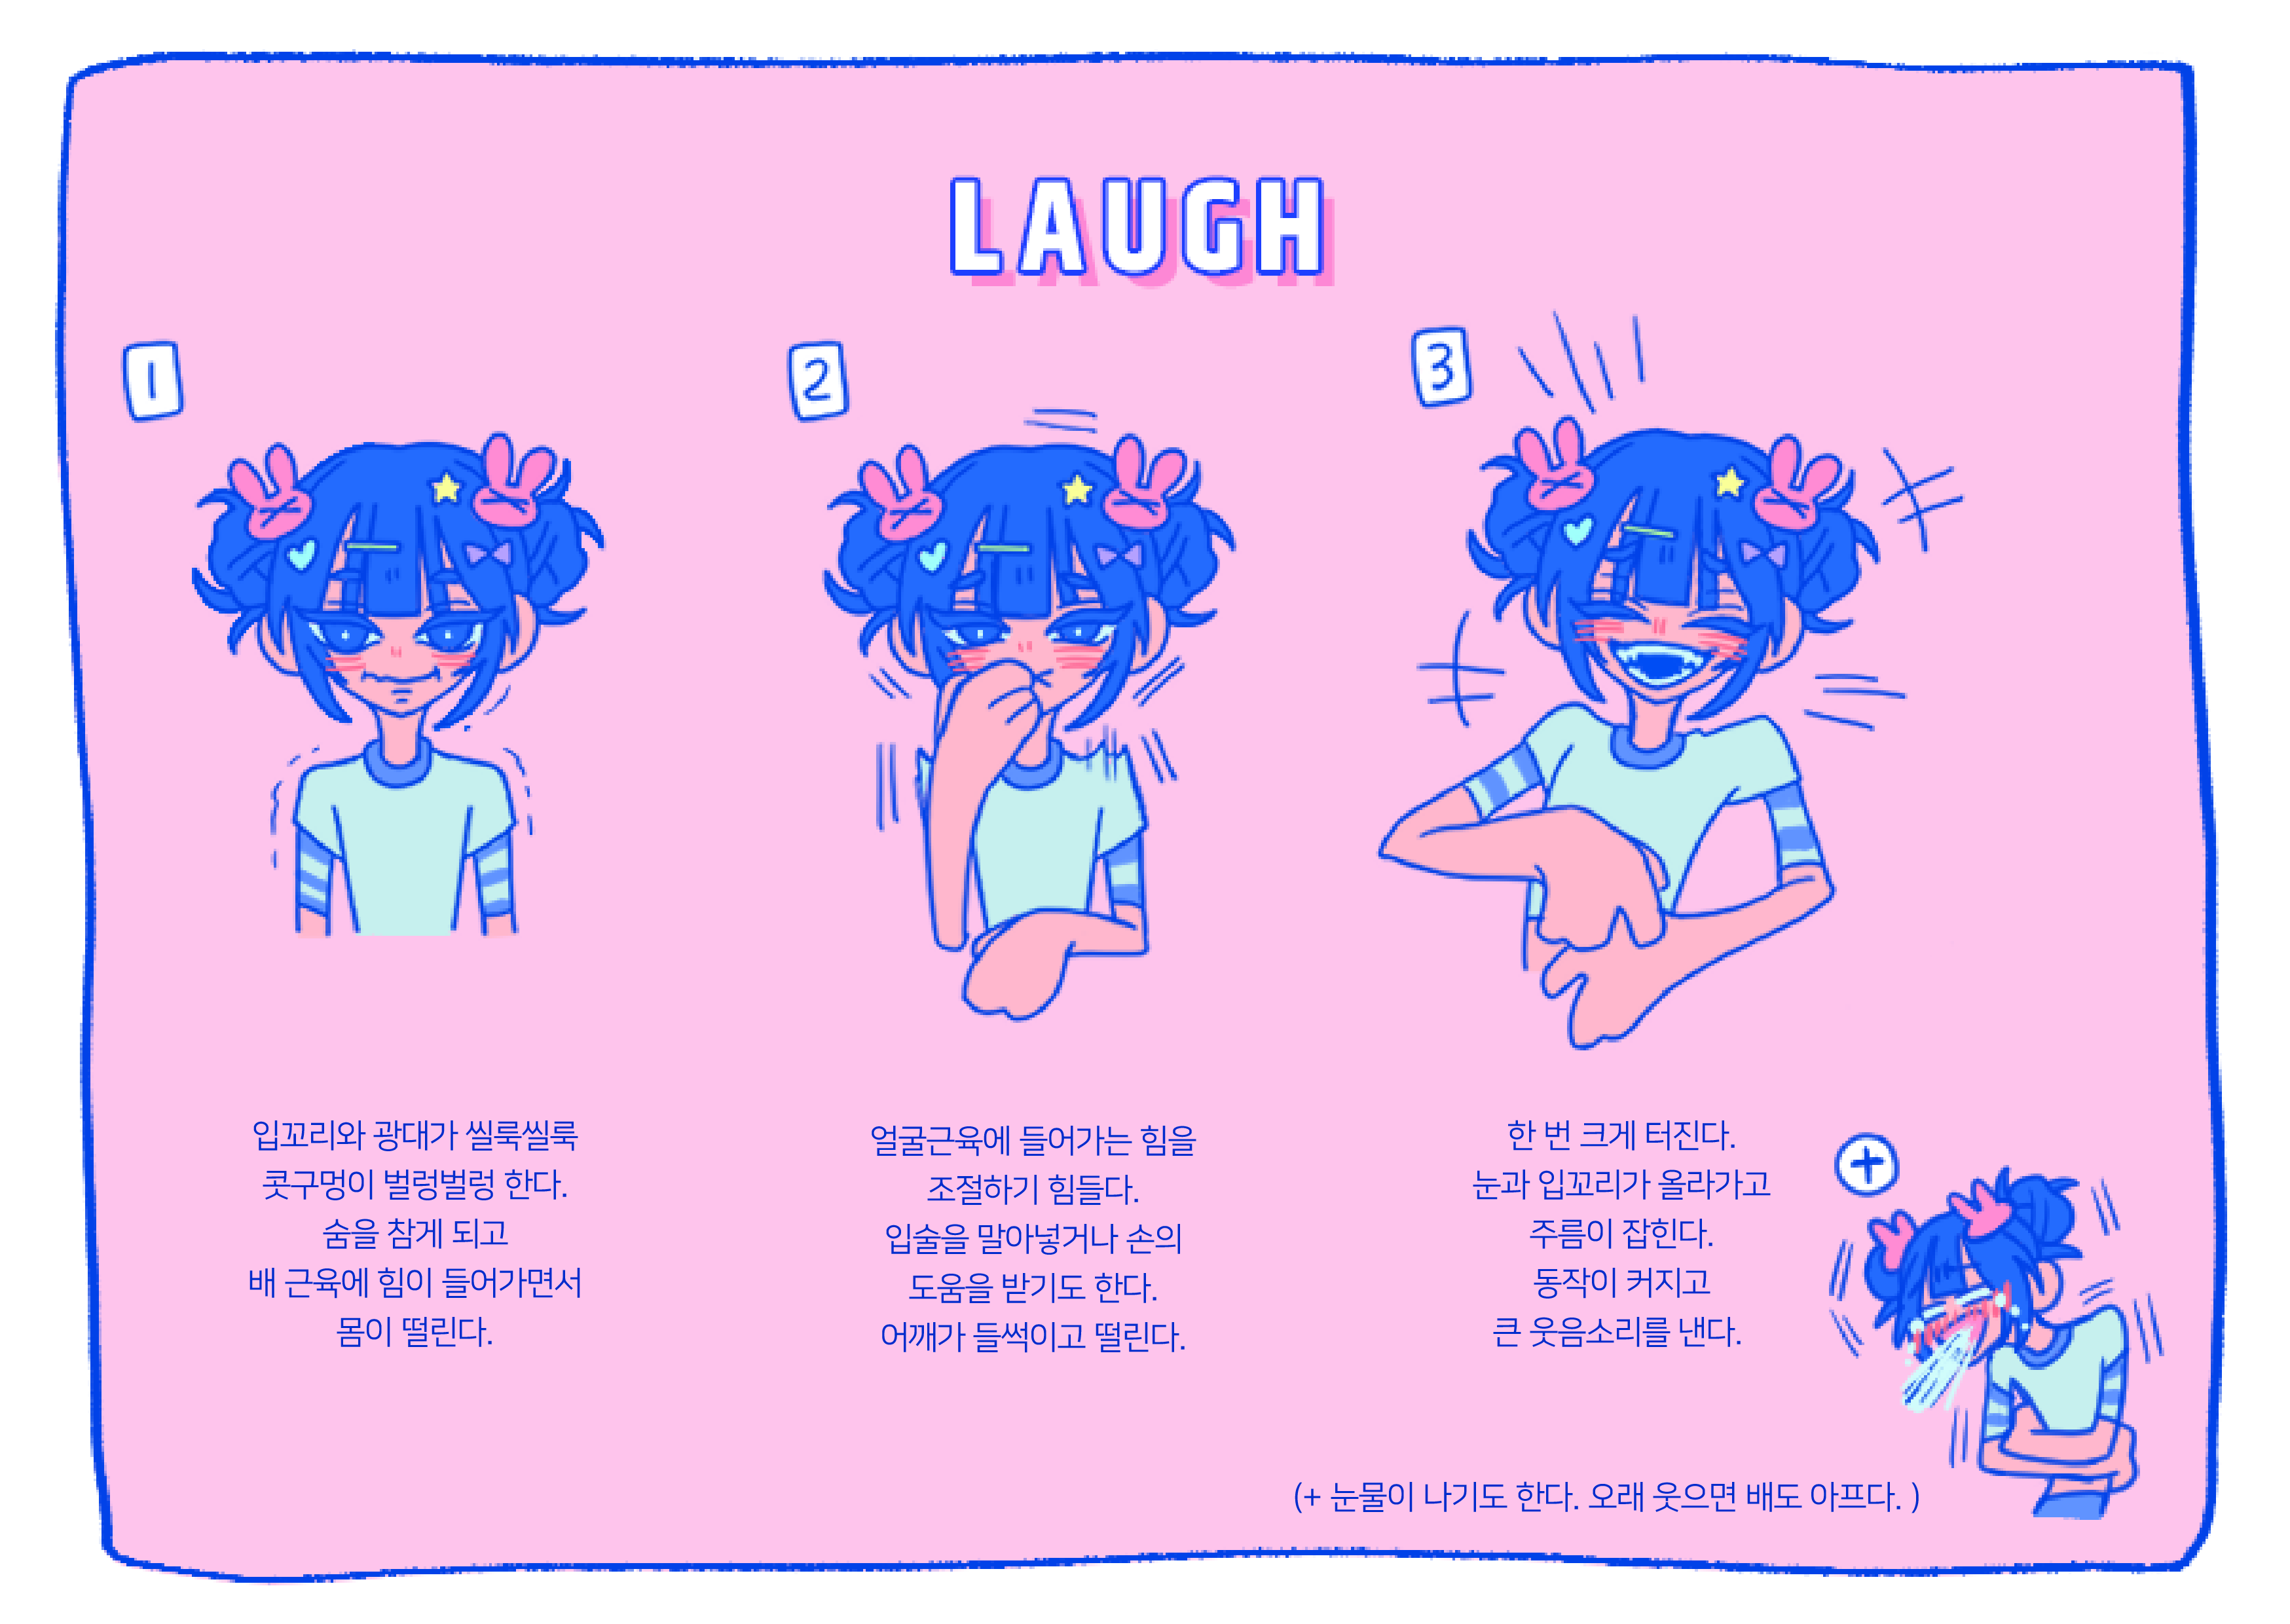 LAUGH
1
입꼬리와 광대가 씰룩씰룩
콧구멍이 벌렁벌렁 한다.
숨을 참게 되고
배 근육에 힘이 들어가면서
몸이 떨린다.
2
얼굴근육에 들어가는 힘을
조절하기 힘들다.
입술을 말아넣거나 손의
도움을 받기도 한다.
어깨가 들썩이고 떨린다.
3
한 번 크게 터진다.
눈과 입꼬리가 올라가고
주름이 잡힌다.
동작이 커지고
큰 웃음소리를 낸다.
+
(+ 눈물이 나기도 한다. 오래 웃으면 배도 아프다. )